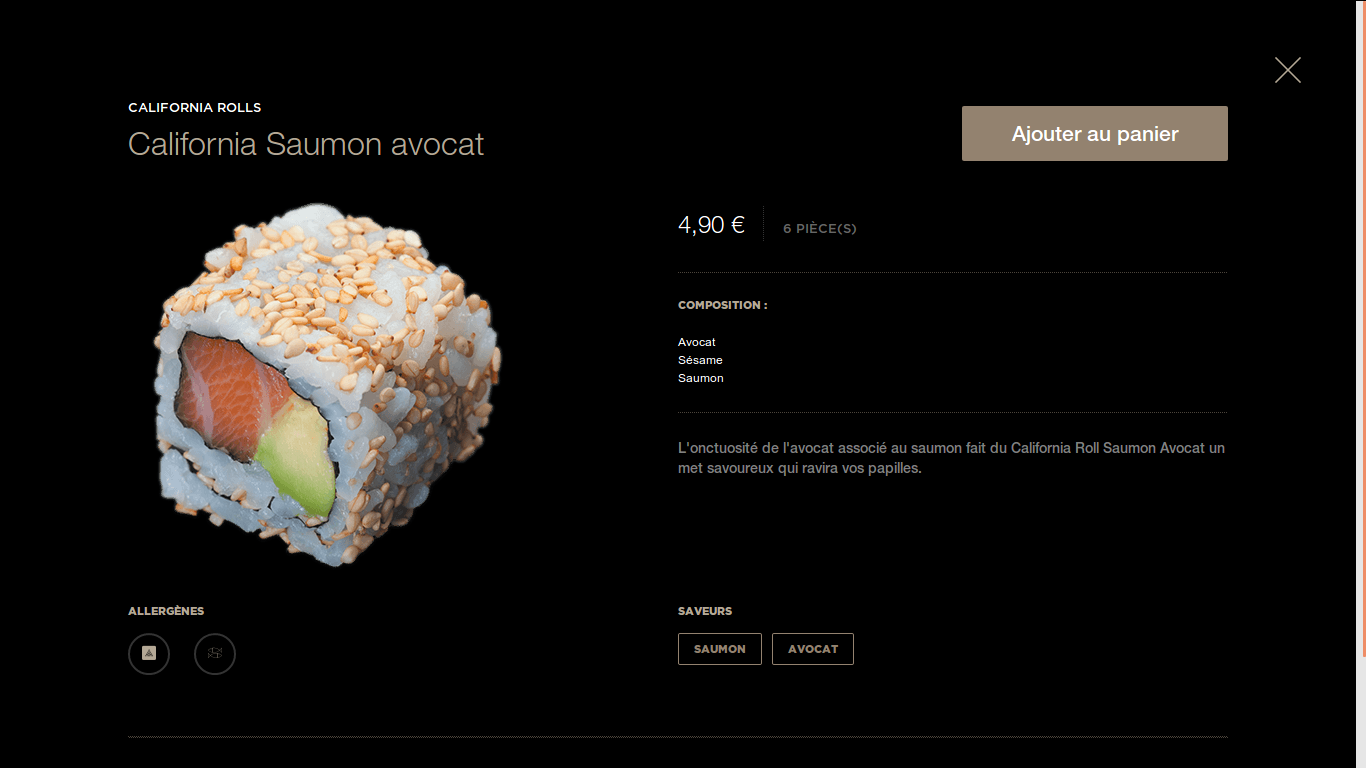 CALIFORNIA ROLLS
California Saumon avocat
Ajouter au panier
4,90 €
6 PIÈCE(S)
COMPOSITION :
Avocat
Sésame
Saumon
L'onctuosité de l'avocat associé au saumon fait du California Roll Saumon Avocat un
met savoureux qui ravira vos papilles.
ALLERGÈNES
SAVEURS
SAUMON
AVOCAT